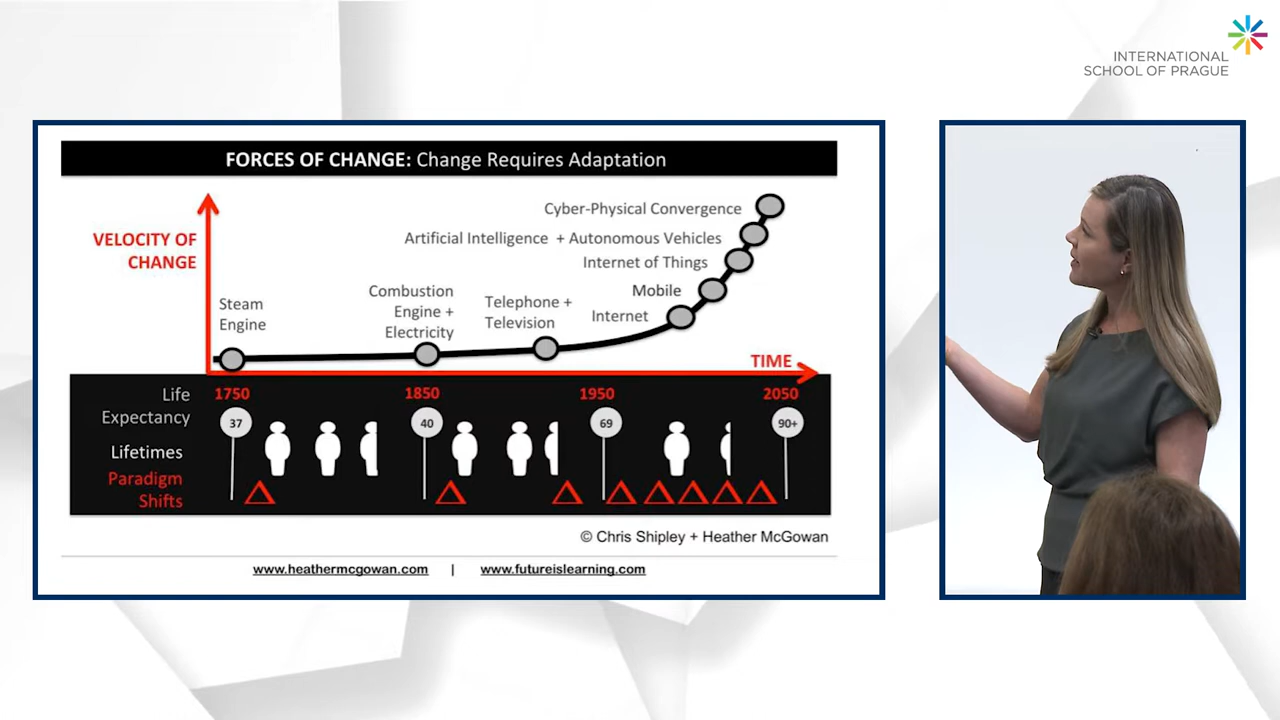 INTERNATIONAL
SCHOOL OF PRAGUE
FORCES OF CHANGE: Change Requires Adaptation
VELOCITY OF
CHANGE
Cyber-Physical Convergence
Artificial Intelligence + Autonomous Vehicles
Internet of Things
Mobile
Internet
Telephone +
Television
Combustion
Engine +
Electricity
Steam
Engine
TIME
Life
Expectancy
1750
1850
1950
2050
37
40
69
90+
Lifetimes
Paradigm
Shifts
© Chris Shipley + Heather McGowan
www.heathermcgowan.com | www.futureislearning.com